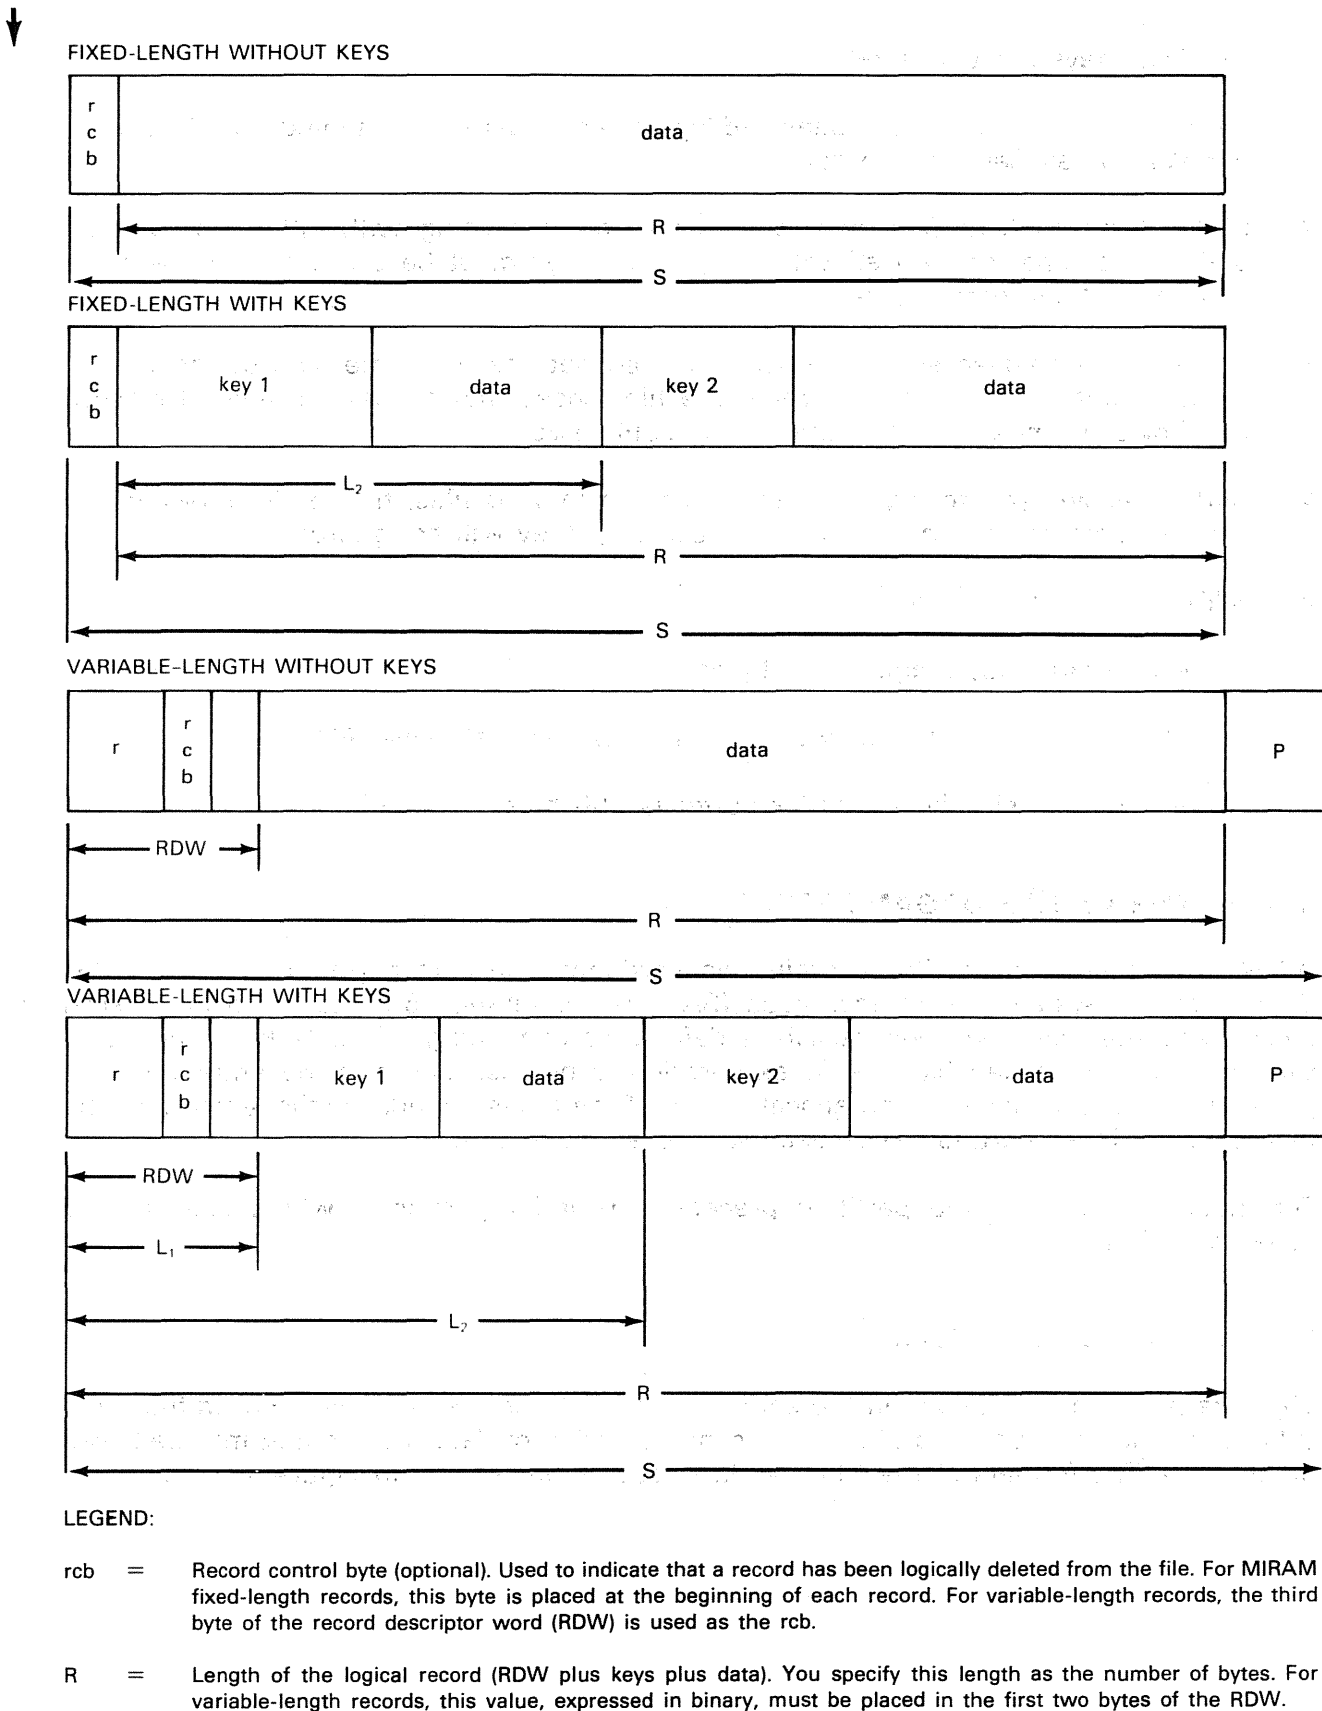 FIXED-LENGTH WITHOUT KEYS
r
c
b
data
R
S
FIXED-LENGTH WITH KEYS
r
c
b
key 1
data
key 2
data
L₂
R
S
VARIABLE-LENGTH WITHOUT KEYS
r
r
c
b
data
P
RDW
R
S
VARIABLE-LENGTH WITH KEYS
r
r
c
b
key 1
data
key 2
data
P
RDW
L₁
L₂
R
S
LEGEND:
rcb = Record control byte (optional). Used to indicate that a record has been logically deleted from the file. For MIRAM
fixed-length records, this byte is placed at the beginning of each record. For variable-length records, the third
byte of the record descriptor word (RDW) is used as the rcb.
R = Length of the logical record (RDW plus keys plus data). You specify this length as the number of bytes. For
variable-length records, this value, expressed in binary, must be placed in the first two bytes of the RDW.